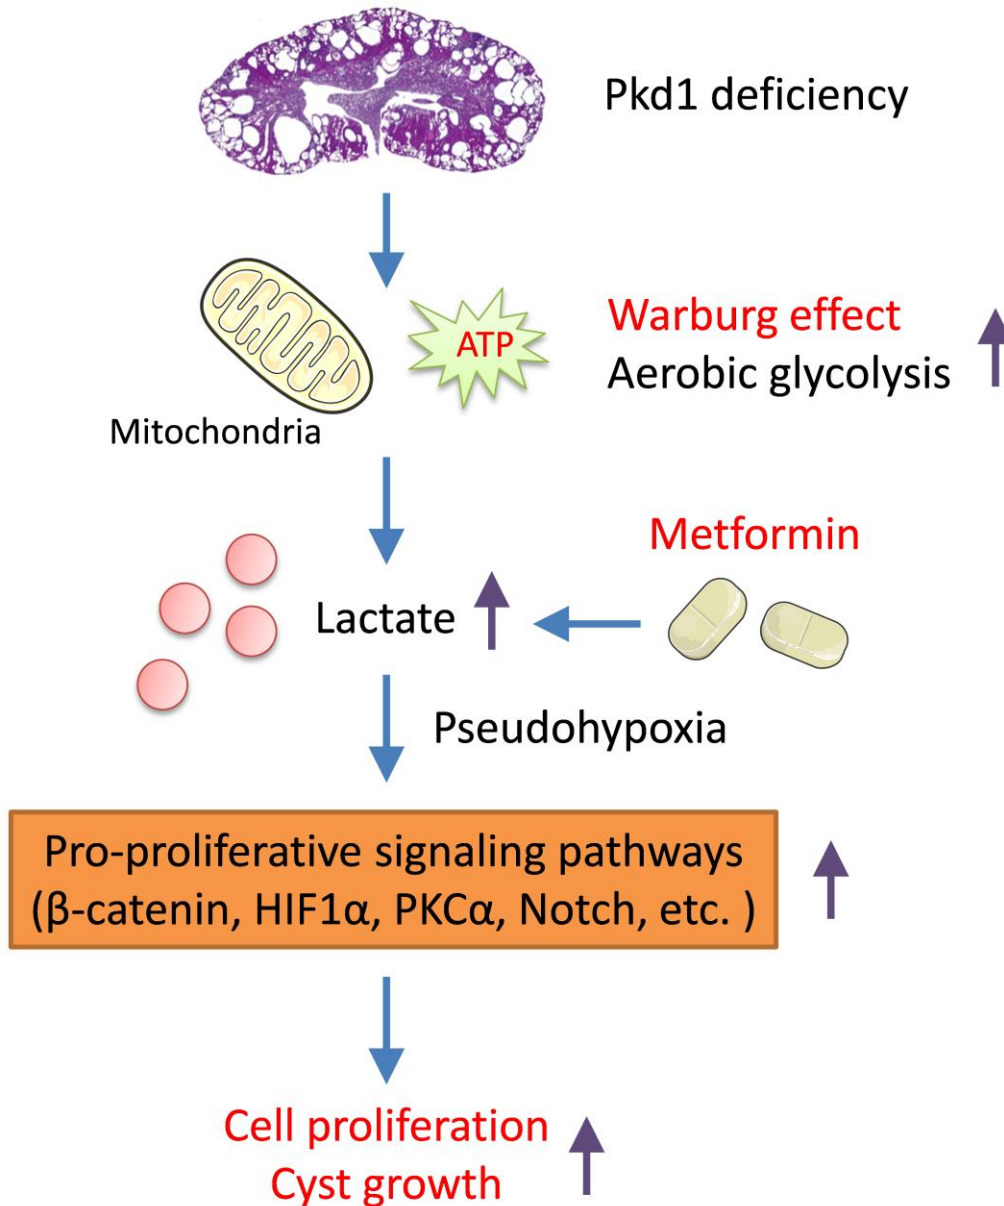 Pkd1 deficiency
ATP
Warburg effect
Aerobic glycolysis
Mitochondria
Metformin
Lactate
Pseudohypoxia
Pro-proliferative signaling pathways
(β-catenin, HIF1α, PKCα, Notch, etc. )
Cell proliferation
Cyst growth